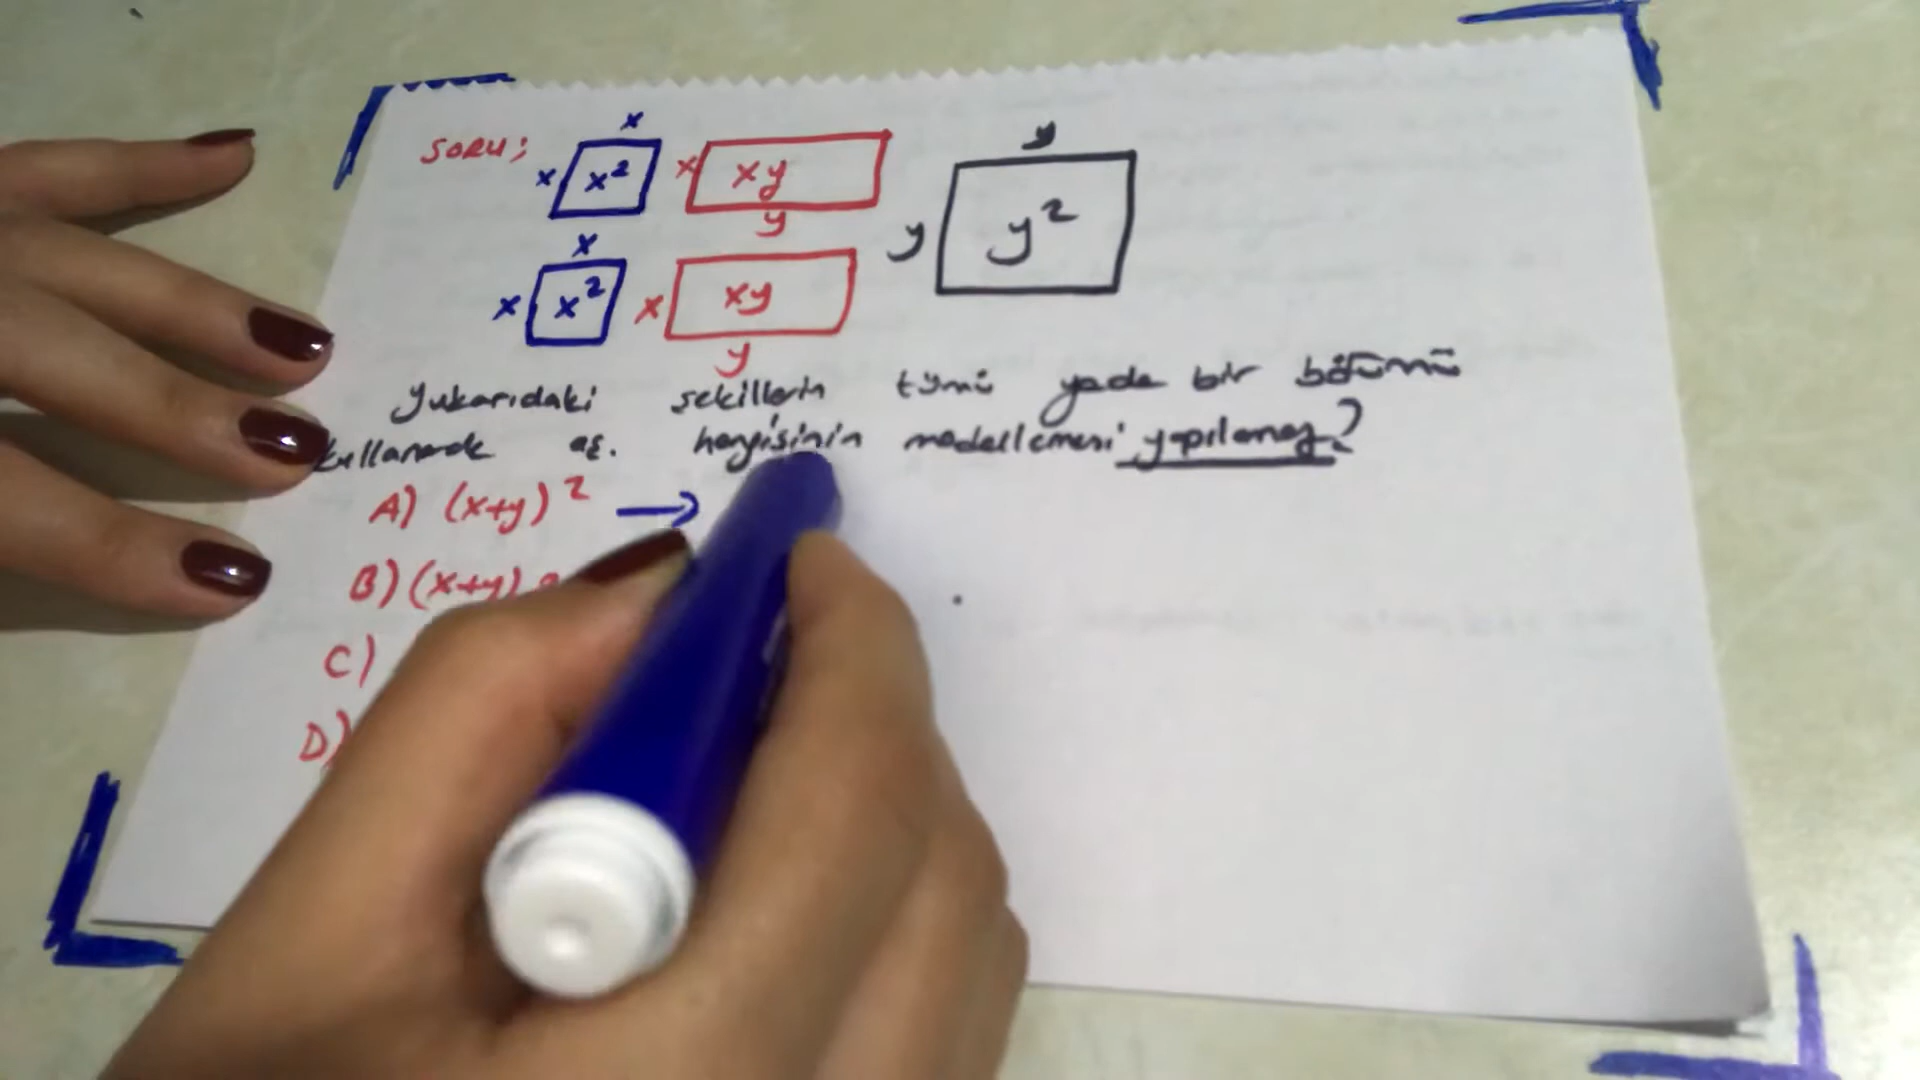 SORU;
x
x x²
x xy
y
y
y y²
x
x x²
x xy
y
yukarıdaki şekillerin tümü yada bir bölümü
kullanarak aş. hangisinin modellemesi yapılamaz?
A) (x+y)² →
B) (x+y)
C)
D)